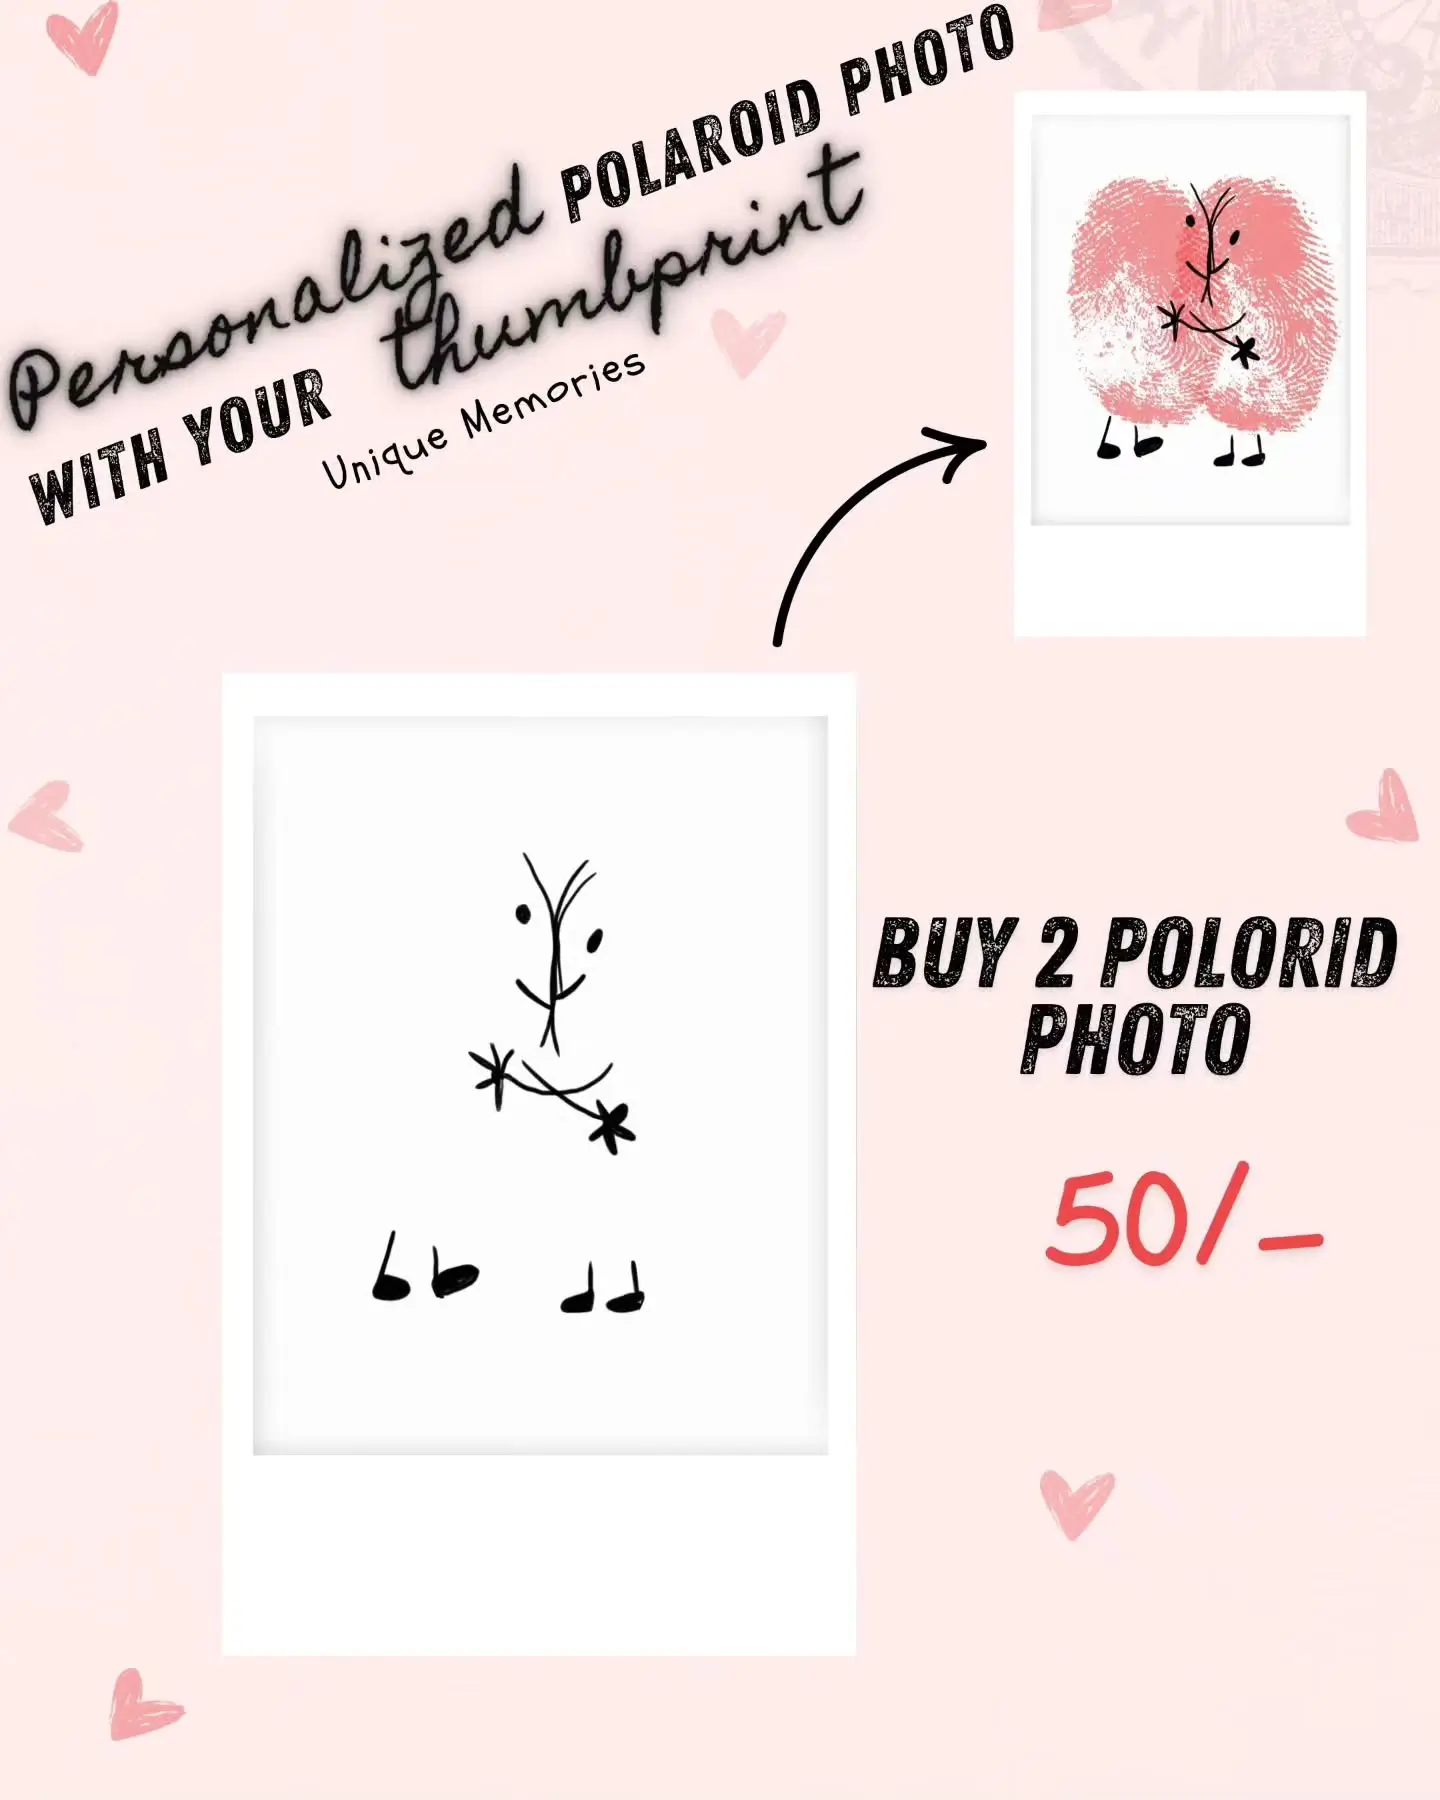 Personalized POLAROID PHOTO
WITH YOUR thumbprint
Unique Memories
BUY 2 POLORID
PHOTO
50/-